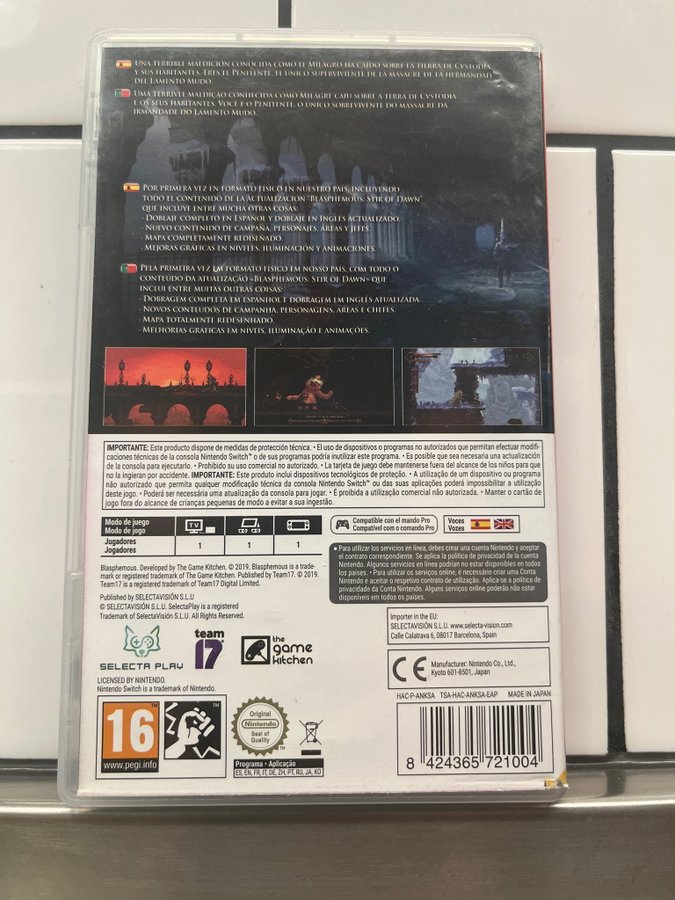 UNA TERRIBLE MALDICIÓN CONOCIDA COMO EL MILAGRO HA CAÍDO SOBRE LA TIERRA DE CVSTODIA
Y SUS HABITANTES. ERES EL PENITENTE, EL ÚNICO SUPERVIVIENTE DE LA MASACRE DE LA HERMANDAD
DEL LAMENTO MUDO.
UMA TERRÍVEL MALDIÇÃO CONHECIDA COMO MILAGRE CAIU SOBRE A TERRA DE CVSTODIA
E OS SEUS HABITANTES. VOCÊ É O PENITENTE, O ÚNICO SOBREVIVENTE DO MASSACRE DA
IRMANDADE DO LAMENTO MUDO.
POR PRIMERA VEZ EN FORMATO FÍSICO EN NUESTRO PAÍS, INCLUYENDO
TODO EL CONTENIDO DE LA ACTUALIZACIÓN "BLASPHEMOUS: STIR OF DAWN"
QUE INCLUYE ENTRE MUCHA OTRAS COSAS:
- DOBLAJE COMPLETO EN ESPAÑOL Y DOBLAJE EN INGLÉS ACTUALIZADO.
- NUEVO CONTENIDO DE CAMPAÑA, PERSONAJES, ÁREAS Y JEFES.
- MAPA COMPLETAMENTE REDISEÑADO.
- MEJORAS GRÁFICAS EN NIVELES, ILUMINACIÓN Y ANIMACIONES.
PELA PRIMEIRA VEZ EM FORMATO FÍSICO EM NOSSO PAÍS, COM TODO O
CONTEÚDO DA ATUALIZAÇÃO «BLASPHEMOUS: STIR OF DAWN» QUE
INCLUI ENTRE MUITAS OUTRAS COISAS:
- DOBRAGEM COMPLETA EM ESPANHOL E DOBRAGEM EM INGLÊS ATUALIZADA.
- NOVOS CONTEÚDOS DE CAMPANHA, PERSONAGENS, ÁREAS E CHEFES.
- MAPA TOTALMENTE REDESENHADO.
- MELHORIAS GRÁFICAS EM NÍVEIS, ILUMINAÇÃO E ANIMAÇÕES.
IMPORTANTE: Este producto dispone de medidas de protección técnica. • El uso de dispositivos o programas no autorizados que permitan efectuar modifi-
caciones técnicas de la consola Nintendo Switch™ o de sus programas podría inutilizar este programa. • Es posible que sea necesaria una actualización
de la consola para ejecutarlo. • Prohibido su uso comercial no autorizado. • La tarjeta de juego debe mantenerse fuera del alcance de los niños para que
no la ingieran por accidente. IMPORTANTE: Este produto inclui dispositivos tecnológicos de proteção. • A utilização de um dispositivo ou programa
não autorizado que permita qualquer modificação técnica da consola Nintendo Switch™ ou das suas aplicações poderá impossibilitar a utilização
deste jogo. • Poderá ser necessária uma atualização da consola para jogar. • É proibida a utilização comercial não autorizada. • Manter o cartão de
jogo fora do alcance de crianças pequenas de modo a evitar a sua ingestão.
Modo de juego
Modo de jogo
TV
Jugadores
Jogadores
1 1 1
Compatible con el mando Pro
Compatível com o comando Pro
Voces
Vozes
• Para utilizar los servicios en línea, debes crear una cuenta Nintendo y aceptar
el contrato correspondiente. Se aplica la política de privacidad de la cuenta
Nintendo. Algunos servicios en línea podrían no estar disponibles en todos
los países. • Para utilizar os serviços online, é necessário criar uma Conta
Nintendo e aceitar o respetivo contrato de utilização. Aplica-se a política de
privacidade da Conta Nintendo. Alguns serviços online poderão não estar
disponíveis em todos os países.
Blasphemous. Developed by The Game Kitchen. © 2019. Blasphemous is a trade-
mark or registered trademark of The Game Kitchen. Published by Team17. © 2019.
Team17 is a registered trademark of Team17 Digital Limited.
Published by SELECTAVISIÓN S.L.U
© SELECTAVISIÓN S.L.U. SelectaPlay is a registered
Trademark of SelectaVisión S.L.U. All Rights Reserved.
Importer in the EU:
SELECTAVISIÓN S.L.U. www.selecta-vision.com
Calle Calatrava 6, 08017 Barcelona, Spain
SELECTA PLAY
team
17
the
game
kitchen
CE
Manufacturer: Nintendo Co., Ltd.,
Kyoto 601-8501, Japan
LICENSED BY NINTENDO.
Nintendo Switch is a trademark of Nintendo.
HAC-P-ANKSA TSA-HAC-ANKSA-EAP MADE IN JAPAN
16
www.pegi.info
Original
Nintendo
Seal of
Quality
Programa • Aplicação
ES, EN, FR, IT, DE, ZH, PT, RU, JA, KO
8 424365 721004